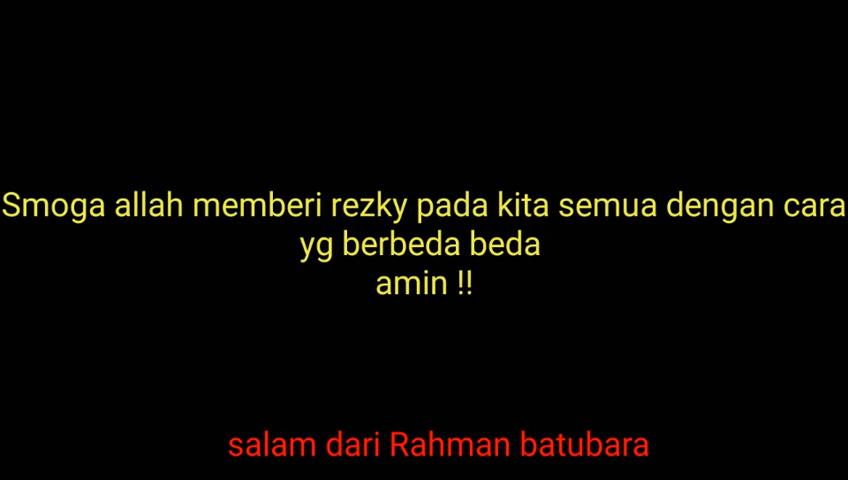 Smoga allah memberi rezky pada kita semua dengan cara
yg berbeda beda
amin !!
salam dari Rahman batubara